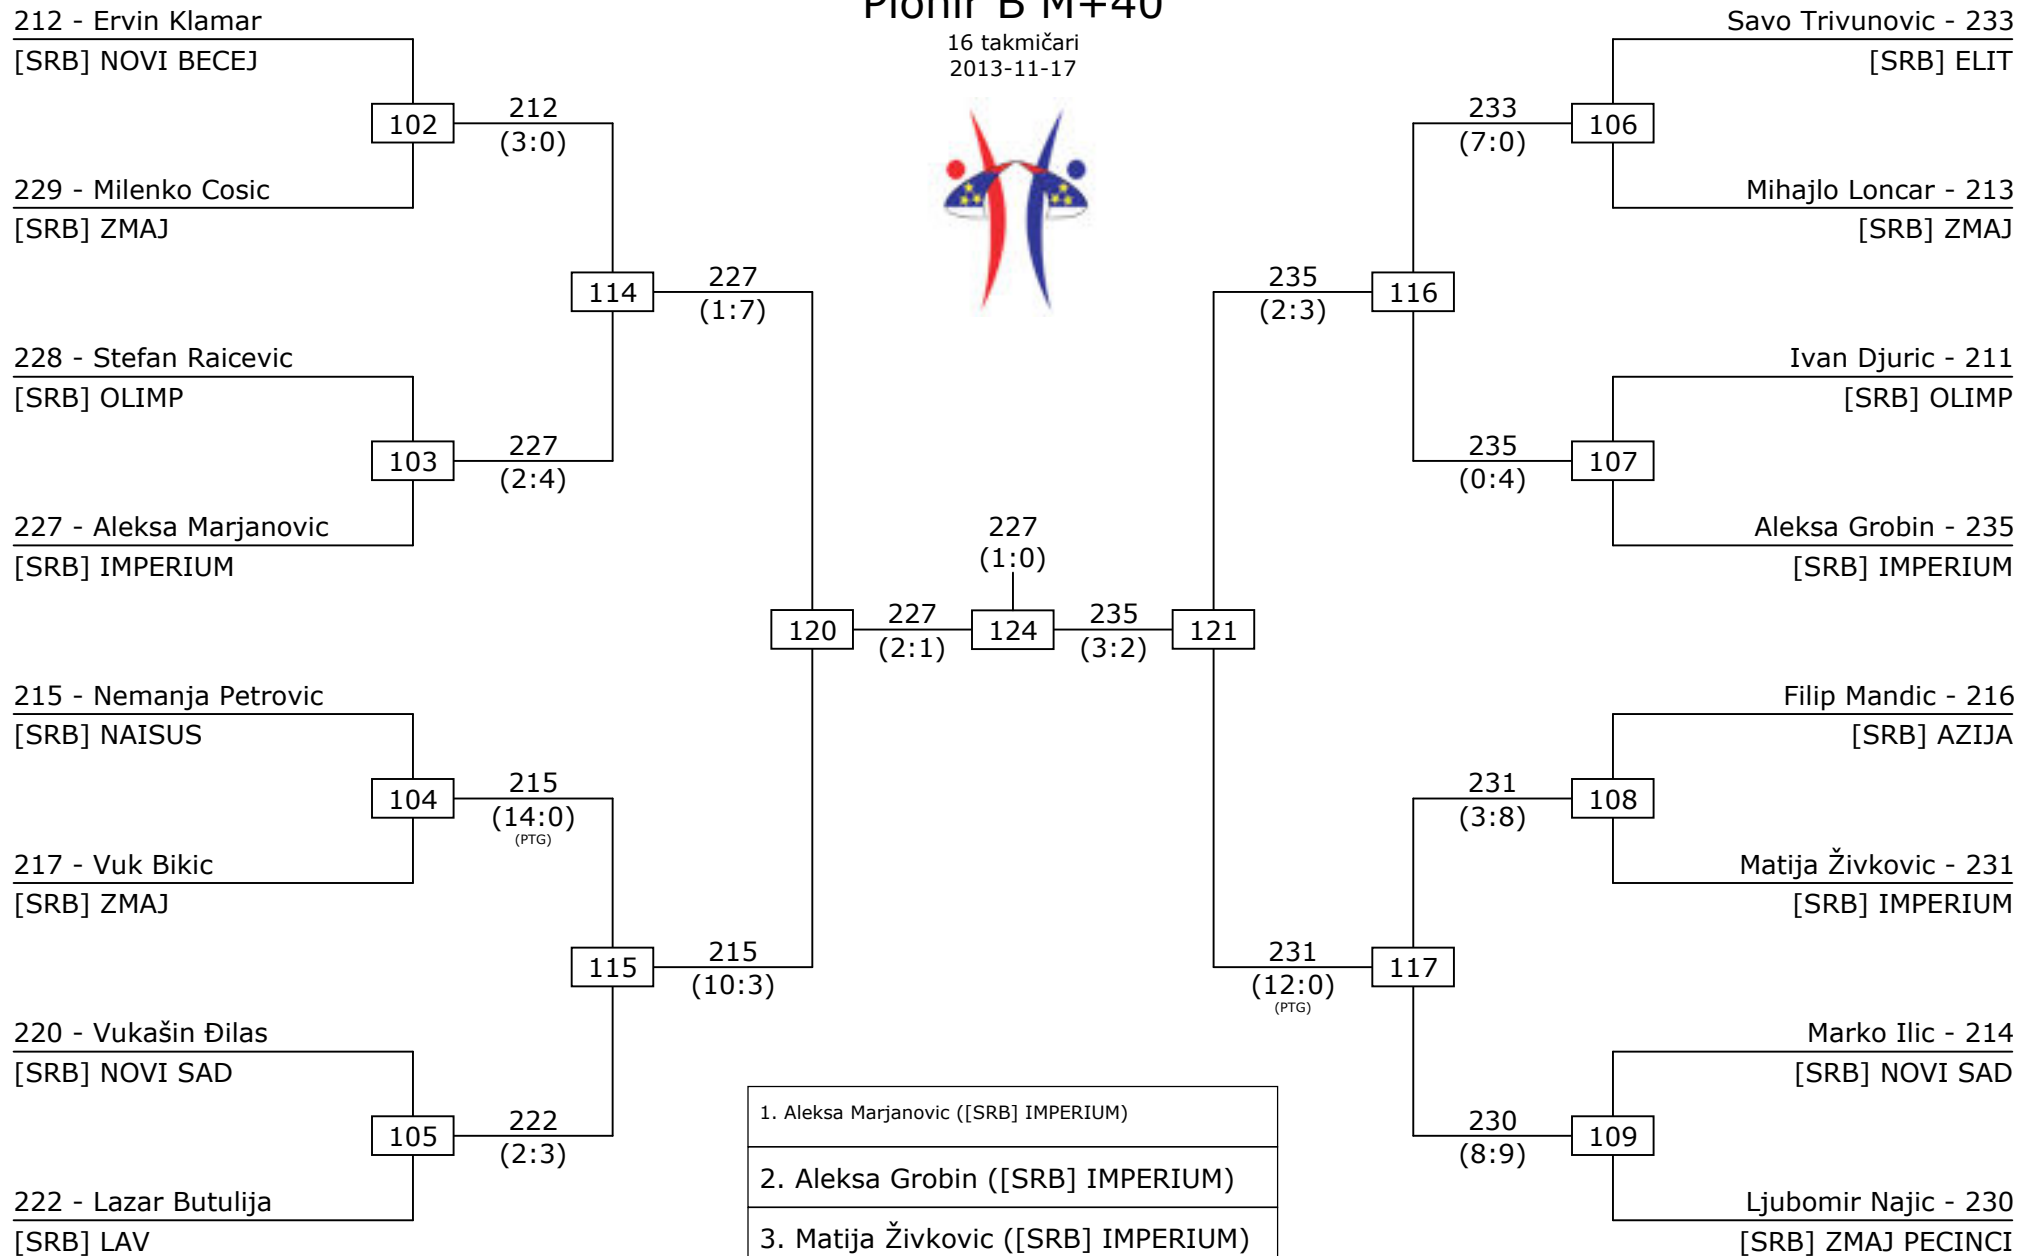 Pionir B M+40
16 takmičari
2013-11-17
212 - Ervin Klamar
[SRB] NOVI BECEJ
102
212
(3:0)
229 - Milenko Cosic
[SRB] ZMAJ
114
227
(1:7)
228 - Stefan Raicevic
[SRB] OLIMP
103
227
(2:4)
227 - Aleksa Marjanovic
[SRB] IMPERIUM
120
227
(2:1)
215 - Nemanja Petrovic
[SRB] NAISUS
104
215
(14:0)
(PTG)
217 - Vuk Bikic
[SRB] ZMAJ
115
215
(10:3)
220 - Vukašin Đilas
[SRB] NOVI SAD
105
222
(2:3)
222 - Lazar Butulija
[SRB] LAV
227
(1:0)
124
Savo Trivunovic - 233
[SRB] ELIT
233
(7:0)
106
Mihajlo Loncar - 213
[SRB] ZMAJ
235
(2:3)
116
Ivan Djuric - 211
[SRB] OLIMP
235
(0:4)
107
Aleksa Grobin - 235
[SRB] IMPERIUM
235
(3:2)
121
Filip Mandic - 216
[SRB] AZIJA
231
(3:8)
108
Matija Živkovic - 231
[SRB] IMPERIUM
231
(12:0)
(PTG)
117
Marko Ilic - 214
[SRB] NOVI SAD
230
(8:9)
109
Ljubomir Najic - 230
[SRB] ZMAJ PECINCI
1. Aleksa Marjanovic ([SRB] IMPERIUM)
2. Aleksa Grobin ([SRB] IMPERIUM)
3. Matija Živkovic ([SRB] IMPERIUM)